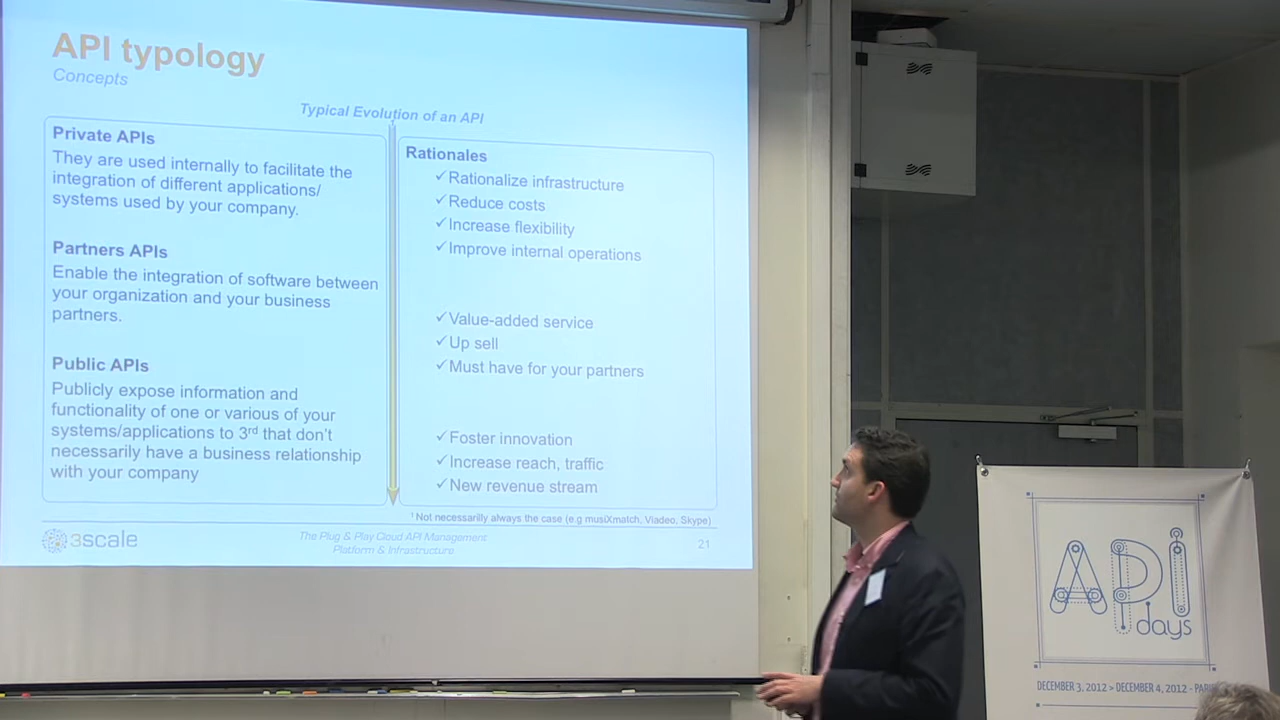 API typology
Concepts
Typical Evolution of an API
Private APIs
They are used internally to facilitate the
integration of different applications/
systems used by your company.
Partners APIs
Enable the integration of software between
your organization and your business
partners.
Public APIs
Publicly expose information and
functionality of one or various of your
systems/applications to 3rd that don't
necessarily have a business relationship
with your company
Rationales
✓Rationalize infrastructure
✓Reduce costs
✓Increase flexibility
✓Improve internal operations
✓Value-added service
✓Up sell
✓Must have for your partners
✓Foster innovation
✓Increase reach, traffic
✓New revenue stream
¹ Not necessarilly always the case (e.g musiXmatch, Viadeo, Skype)
3scale
The Plug & Play Cloud API Management
Platform & Infrastructure
21
API
days
DECEMBER 3, 2012 > DECEMBER 4, 2012 -